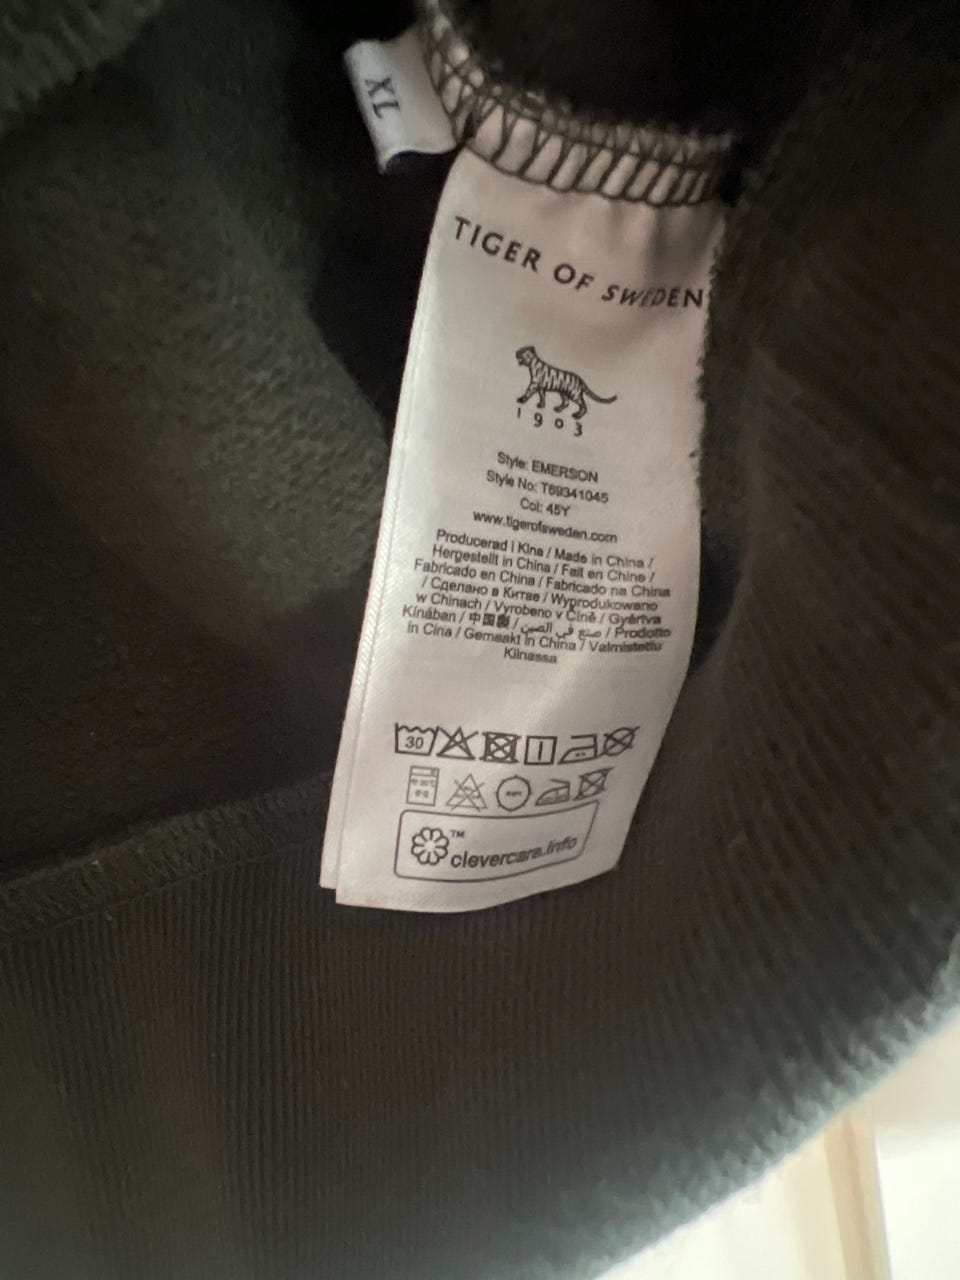 XL
TIGER OF SWEDEN
1903
Style: EMERSON
Style No: T69341045
Col: 45Y
www.tigerofsweden.com
Producerad i Kina / Made in China /
Hergestellt in China / Fait en Chine /
Fabricado en China / Fabricado na China
/ Сделано в Китае / Wyprodukowano
w Chinach / Vyrobeno v Číně / Gyártva
Kínában / 中国製 / صنع في الصين / Prodotto
in Cina / Gemaakt in China / Valmistettu
Kiinassa
30
™
clevercare.info